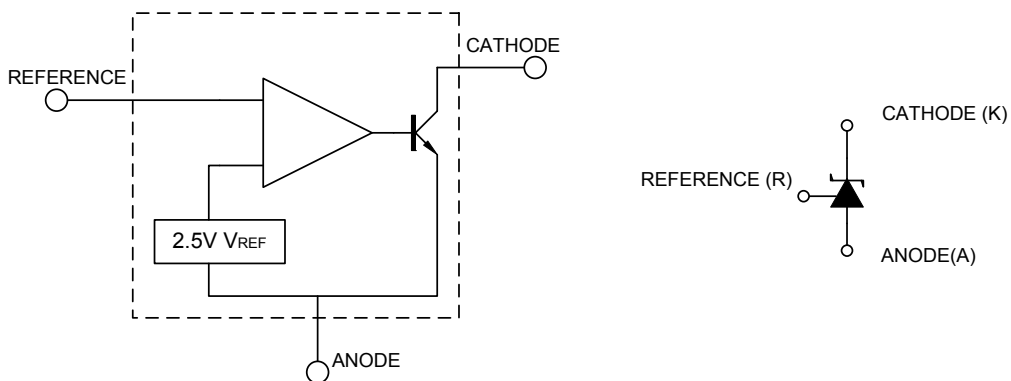 CATHODE
REFERENCE
2.5V VREF
ANODE
CATHODE (K)
REFERENCE (R)
ANODE(A)